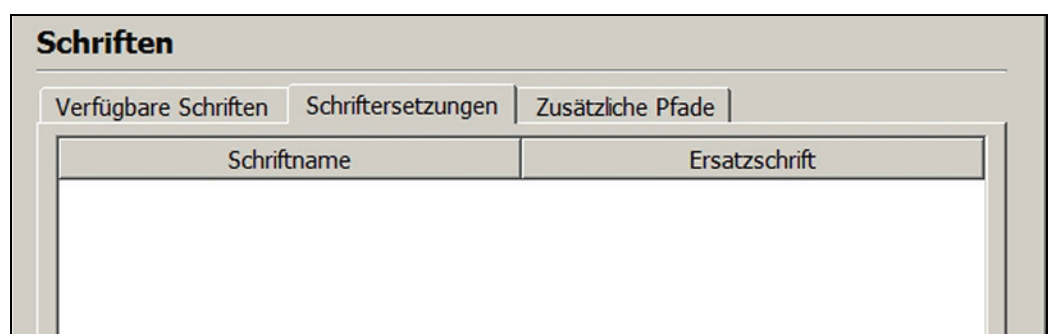 Schriften
Verfügbare Schriften Schriftersetzungen Zusätzliche Pfade
Schriftname Ersatzschrift